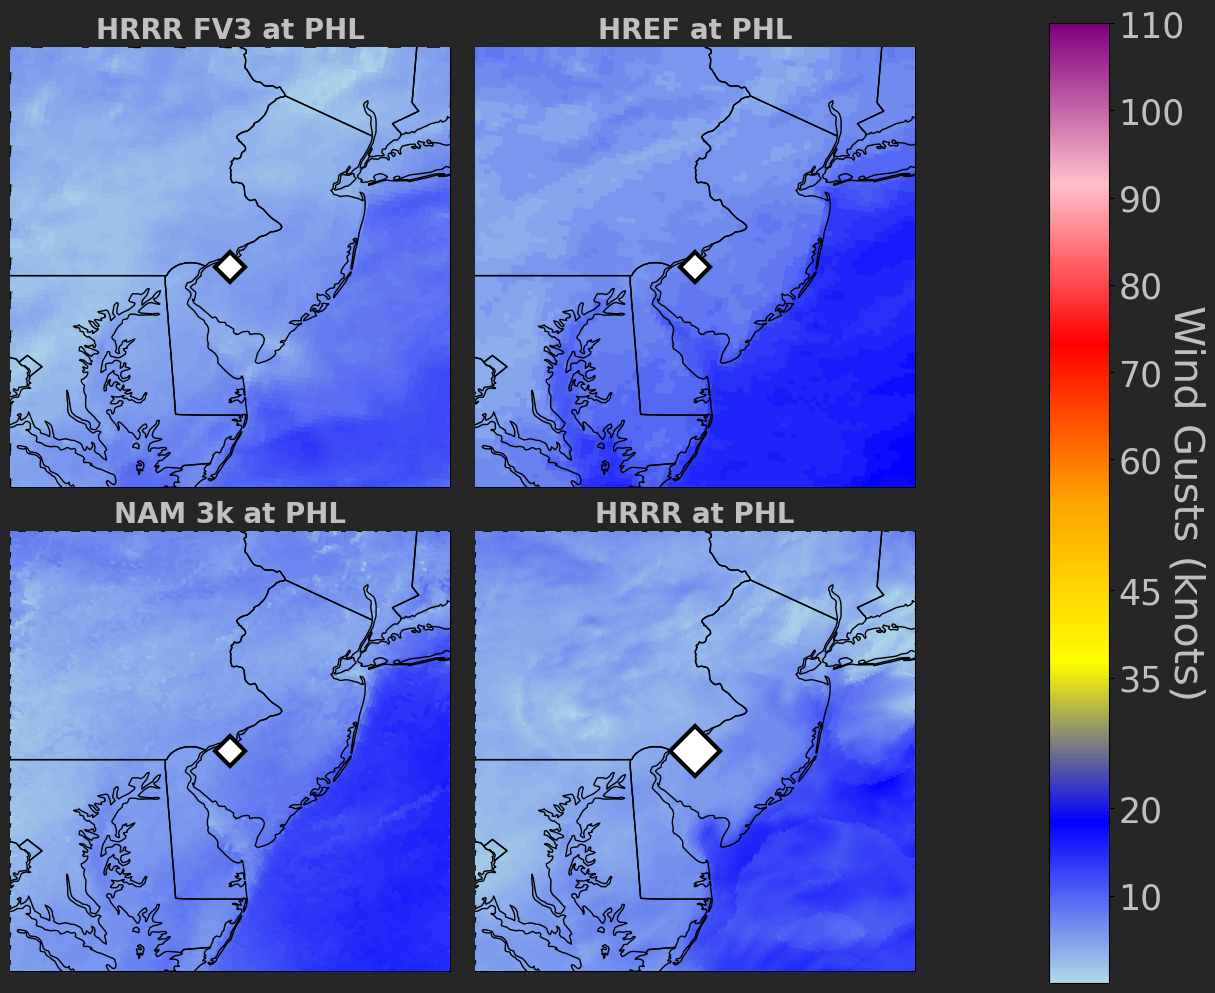 HRRR FV3 at PHL
HREF at PHL
NAM 3k at PHL
HRRR at PHL
110
100
90
80
70
60
45
35
20
10
Wind Gusts (knots)